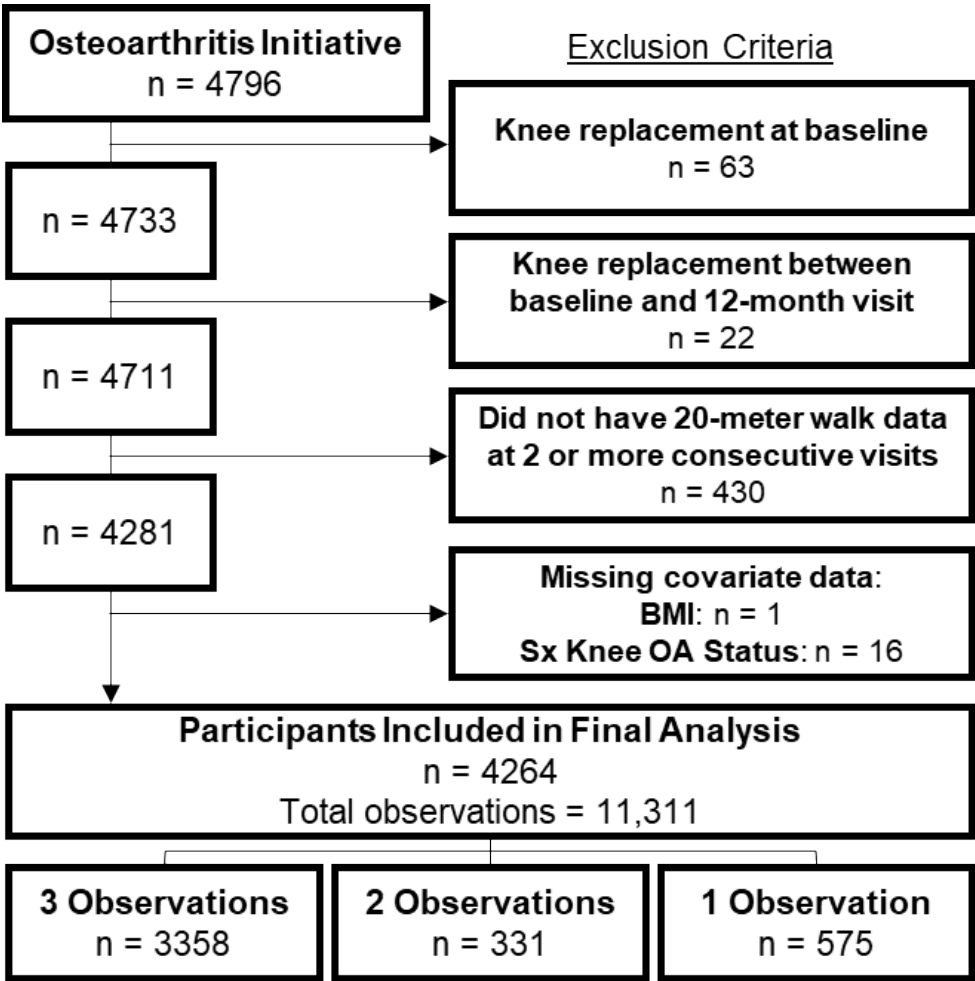 Osteoarthritis Initiative
n = 4796
Exclusion Criteria
Knee replacement at baseline
n = 63
n = 4733
Knee replacement between
baseline and 12-month visit
n = 22
n = 4711
Did not have 20-meter walk data
at 2 or more consecutive visits
n = 430
n = 4281
Missing covariate data:
BMI: n = 1
Sx Knee OA Status: n = 16
Participants Included in Final Analysis
n = 4264
Total observations = 11,311
3 Observations
n = 3358
2 Observations
n = 331
1 Observation
n = 575